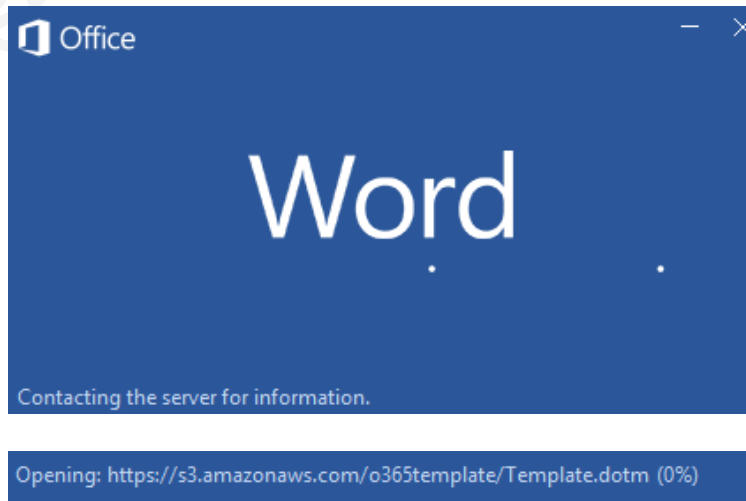 Office
Word
Contacting the server for information.
Opening: https://s3.amazonaws.com/o365template/Template.dotm (0%)